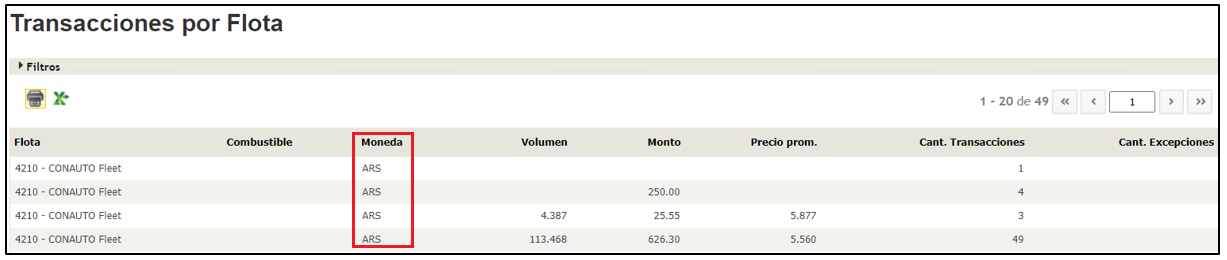 Transacciones por Flota
Filtros
1 - 20 de 49 « ‹ 1 › »
Flota Combustible Moneda Volumen Monto Precio prom. Cant. Transacciones Cant. Excepciones
4210 - CONAUTO Fleet ARS 1
4210 - CONAUTO Fleet ARS 250.00 4
4210 - CONAUTO Fleet ARS 4.387 25.55 5.877 3
4210 - CONAUTO Fleet ARS 113.468 626.30 5.560 49